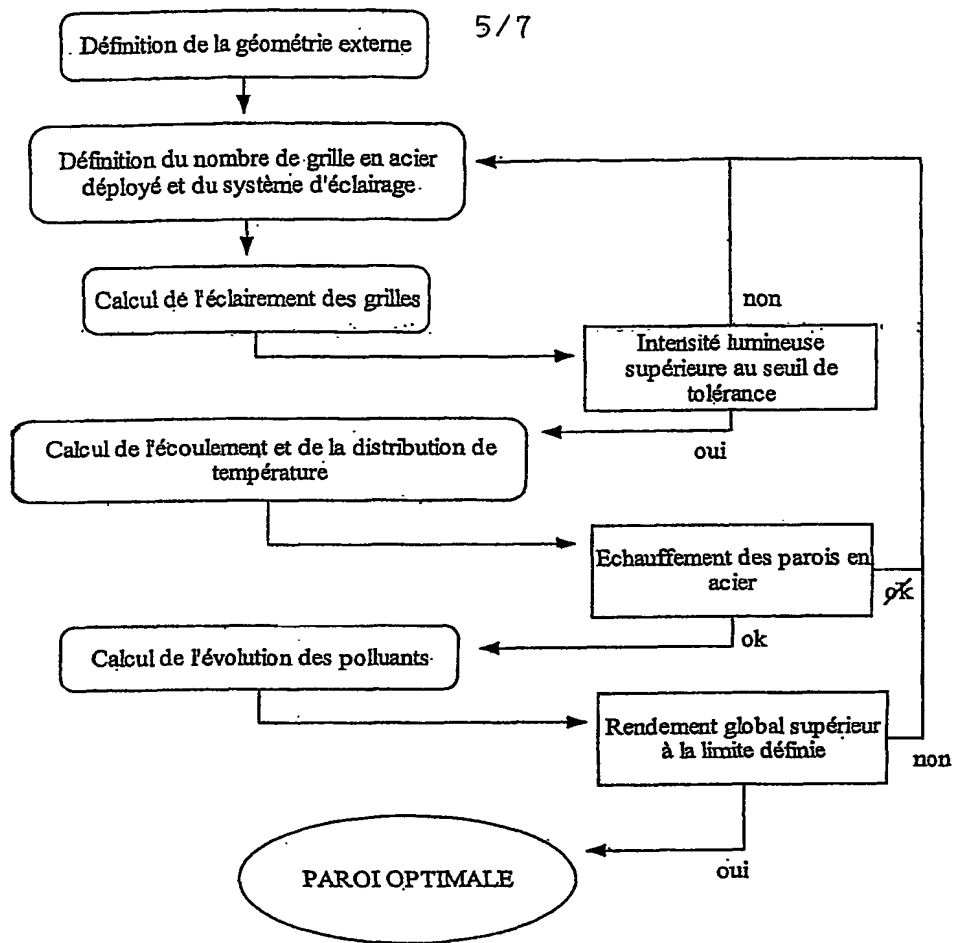 5/7
Définition de la géométrie externe
Définition du nombre de grille en acier
déployé et du système d'éclairage
Calcul de l'éclairement des grilles
non
Intensité lumineuse
supérieure au seuil de
tolérance
oui
Calcul de l'écoulement et de la distribution de
température
Echauffement des parois en
acier
ok
ok
Calcul de l'évolution des polluants
Rendement global supérieur
à la limite définie
non
oui
PAROI OPTIMALE